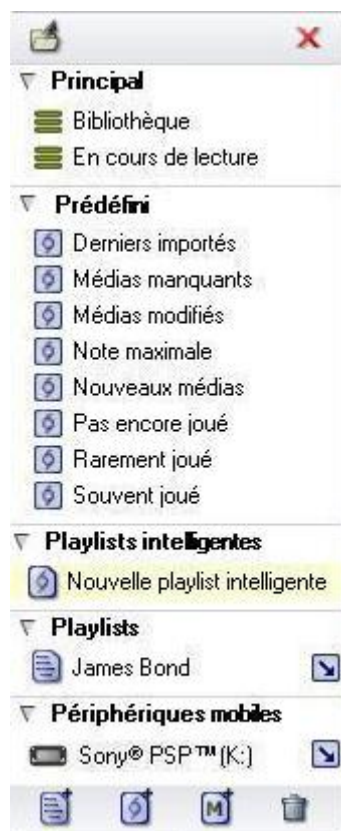 Principal
Bibliothèque
En cours de lecture
Prédéfini
Derniers importés
Médias manquants
Médias modifiés
Note maximale
Nouveaux médias
Pas encore joué
Rarement joué
Souvent joué
Playlists intelligentes
Nouvelle playlist intelligente
Playlists
James Bond
Périphériques mobiles
Sony® PSP™ (K:)
M